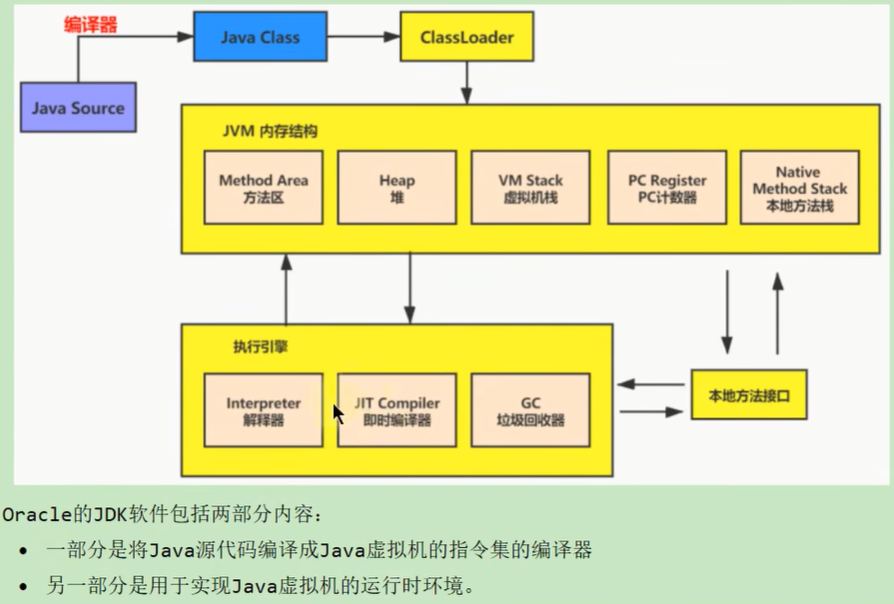 编译器
Java Class
ClassLoader
Java Source
JVM 内存结构
Method Area
方法区
Heap
堆
VM Stack
虚拟机栈
PC Register
PC计数器
Native
Method Stack
本地方法栈
执行引擎
Interpreter
解释器
JIT Compiler
即时编译器
GC
垃圾回收器
本地方法接口
Oracle的JDK软件包括两部分内容：
• 一部分是将Java源代码编译成Java虚拟机的指令集的编译器
• 另一部分是用于实现Java虚拟机的运行时环境。